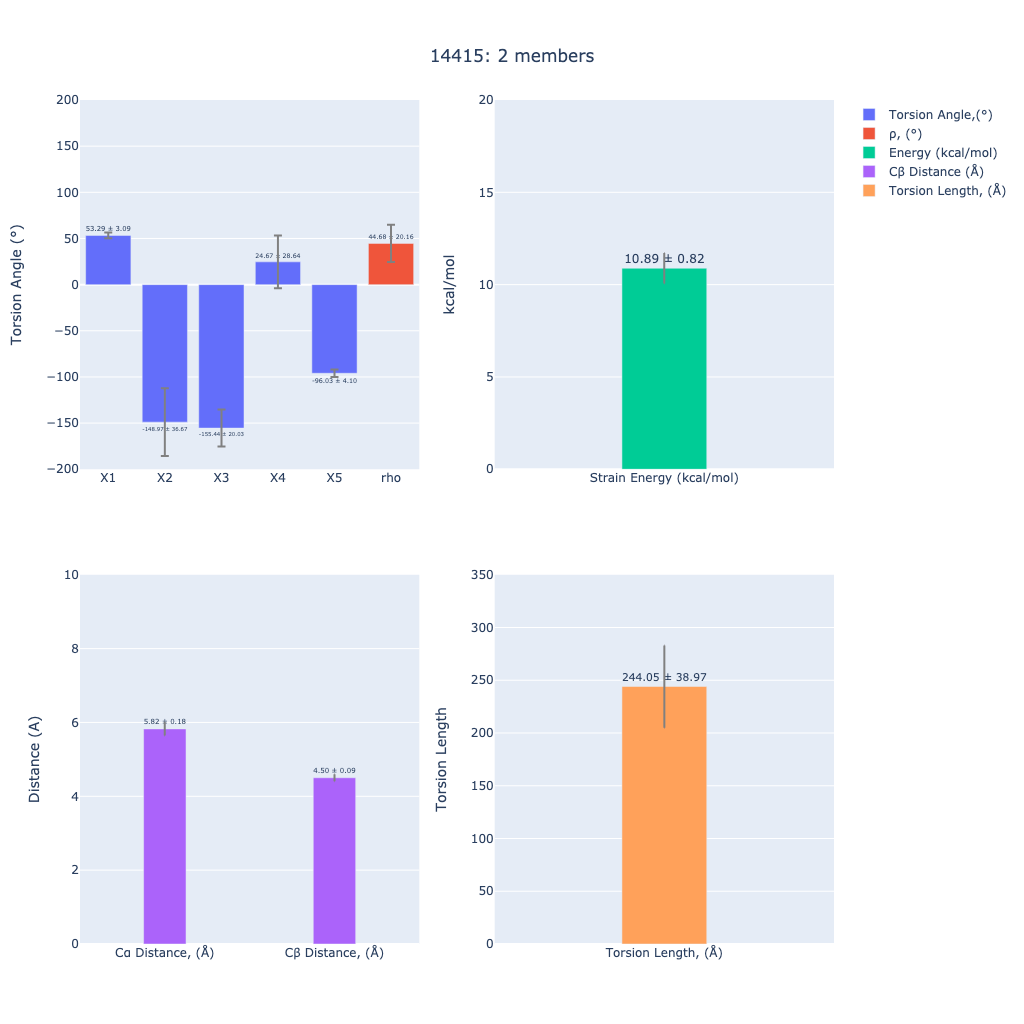 14415: 2 members
Torsion Angle (°)
200
150
100
50
0
−50
−100
−150
−200
53.29 ± 3.09
-148.97 ± 36.67
-155.44 ± 20.03
24.67 ± 28.64
-96.03 ± 4.10
44.68 ± 20.16
X1 X2 X3 X4 X5 rho
kcal/mol
20
15
10
5
0
10.89 ± 0.82
Strain Energy (kcal/mol)
Torsion Angle,(°)
ρ, (°)
Energy (kcal/mol)
Cβ Distance (Å)
Torsion Length, (Å)
Distance (A)
10
8
6
4
2
0
5.82 ± 0.18
4.50 ± 0.09
Cα Distance, (Å) Cβ Distance, (Å)
Torsion Length
350
300
250
200
150
100
50
0
244.05 ± 38.97
Torsion Length, (Å)